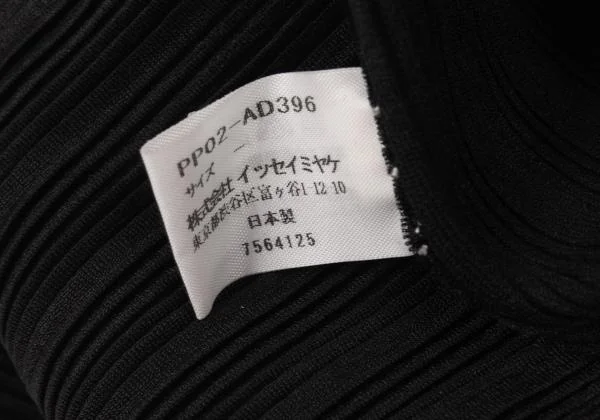 PP02-AD396
サイズ -
株式会社 イッセイミヤケ
東京都渋谷区富ヶ谷1-12-10
日本製
7564125